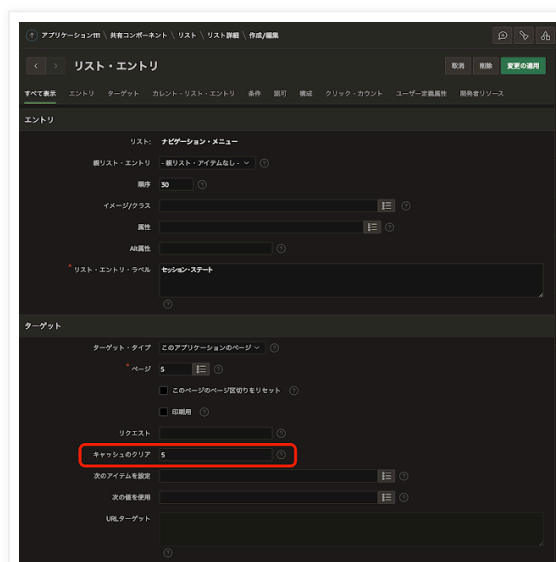 アプリケーション111 \ 共有コンポーネント \ リスト \ リスト詳細 \ 作成/編集
リスト・エントリ 取消 削除 変更の適用
すべて表示 エントリ ターゲット カレント・リスト・エントリ 条件 認可 構成 クリック・カウント ユーザー定義属性 開発者リソース
エントリ
リスト: ナビゲーション・メニュー
親リスト・エントリ - 親リスト・アイテムなし -
順序 30
イメージ/クラス
属性
Alt属性
* リスト・エントリ・ラベル セッション・ステート
ターゲット
ターゲット・タイプ このアプリケーションのページ
* ページ 5
このページのページ区切りをリセット
印刷用
リクエスト
キャッシュのクリア 5
次のアイテムを設定
次の値を使用
URLターゲット